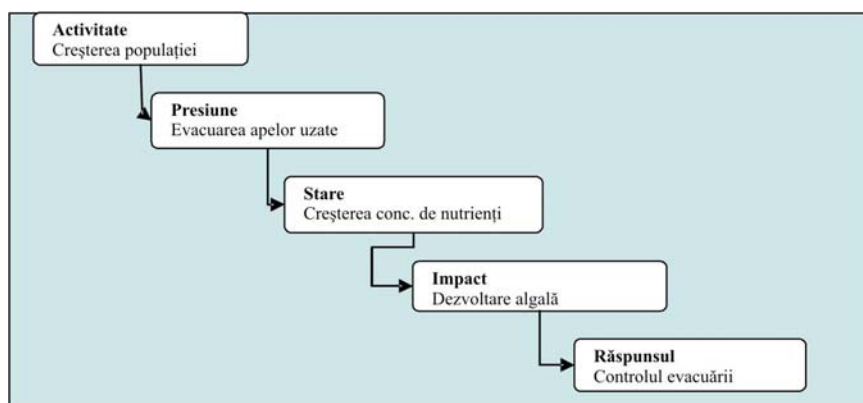 Activitate
Creşterea populaţiei
Presiune
Evacuarea apelor uzate
Stare
Creşterea conc. de nutrienţi
Impact
Dezvoltare algală
Răspunsul
Controlul evacuării